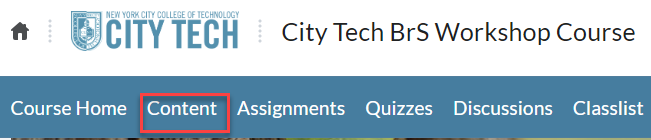 NEW YORK CITY COLLEGE OF TECHNOLOGY
CITY TECH
City Tech BrS Workshop Course
Course Home Content Assignments Quizzes Discussions Classlist